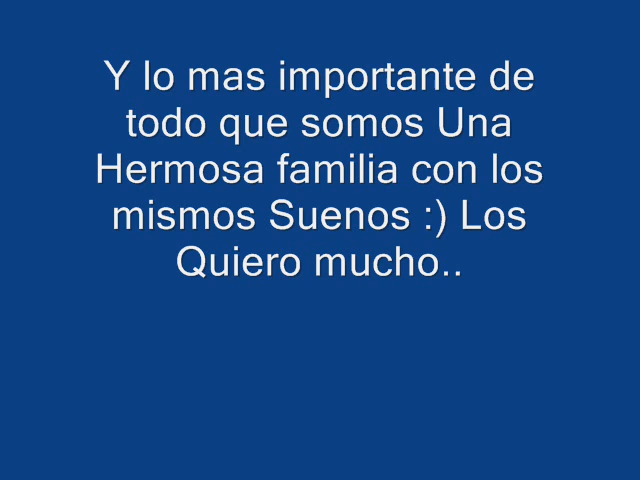 Y lo mas importante de
todo que somos Una
Hermosa familia con los
mismos Suenos :) Los
Quiero mucho..